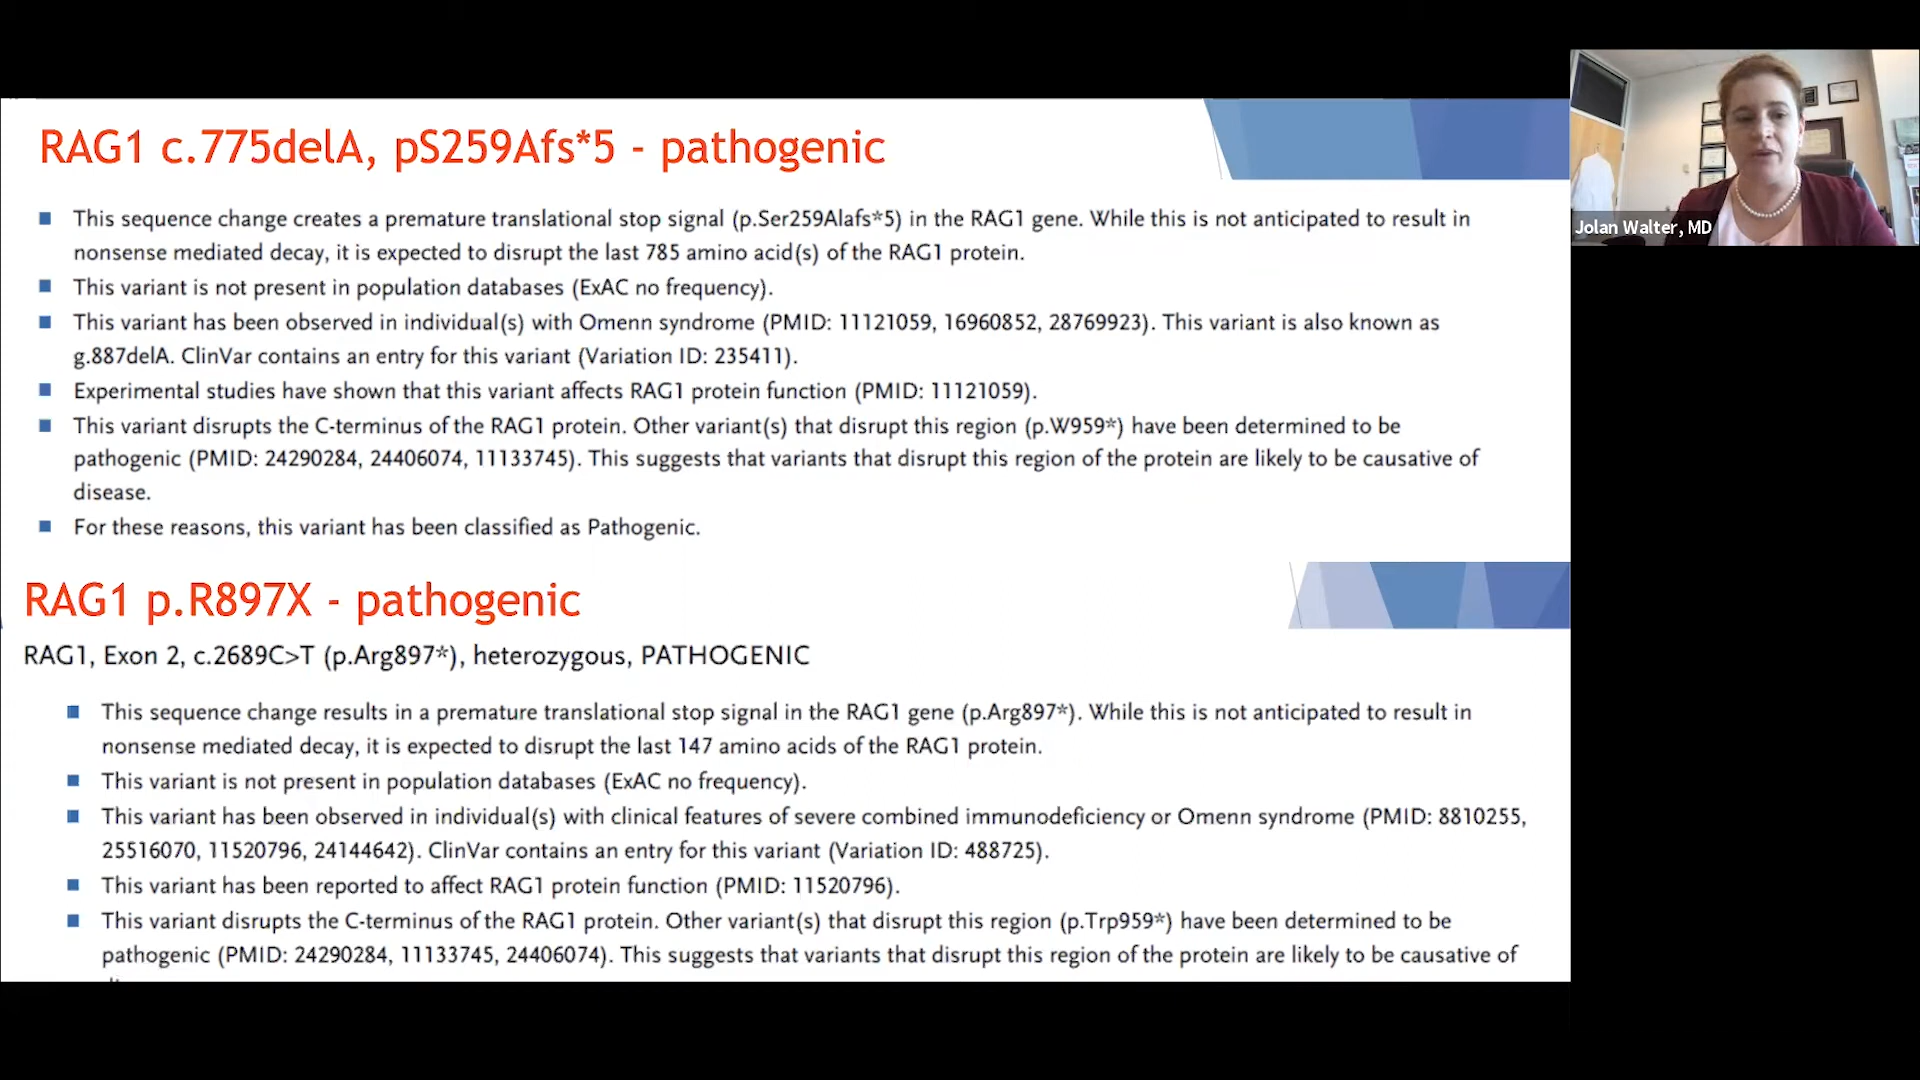 RAG1 c.775delA, pS259Afs*5 - pathogenic
This sequence change creates a premature translational stop signal (p.Ser259Alafs*5) in the RAG1 gene. While this is not anticipated to result in
nonsense mediated decay, it is expected to disrupt the last 785 amino acid(s) of the RAG1 protein.
This variant is not present in population databases (ExAC no frequency).
This variant has been observed in individual(s) with Omenn syndrome (PMID: 11121059, 16960852, 28769923). This variant is also known as
g.887delA. ClinVar contains an entry for this variant (Variation ID: 235411).
Experimental studies have shown that this variant affects RAG1 protein function (PMID: 11121059).
This variant disrupts the C-terminus of the RAG1 protein. Other variant(s) that disrupt this region (p.W959*) have been determined to be
pathogenic (PMID: 24290284, 24406074, 11133745). This suggests that variants that disrupt this region of the protein are likely to be causative of
disease.
For these reasons, this variant has been classified as Pathogenic.
RAG1 p.R897X - pathogenic
RAG1, Exon 2, c.2689C>T (p.Arg897*), heterozygous, PATHOGENIC
This sequence change results in a premature translational stop signal in the RAG1 gene (p.Arg897*). While this is not anticipated to result in
nonsense mediated decay, it is expected to disrupt the last 147 amino acids of the RAG1 protein.
This variant is not present in population databases (ExAC no frequency).
This variant has been observed in individual(s) with clinical features of severe combined immunodeficiency or Omenn syndrome (PMID: 8810255,
25516070, 11520796, 24144642). ClinVar contains an entry for this variant (Variation ID: 488725).
This variant has been reported to affect RAG1 protein function (PMID: 11520796).
This variant disrupts the C-terminus of the RAG1 protein. Other variant(s) that disrupt this region (p.Trp959*) have been determined to be
pathogenic (PMID: 24290284, 11133745, 24406074). This suggests that variants that disrupt this region of the protein are likely to be causative of
Jolan Walter, MD